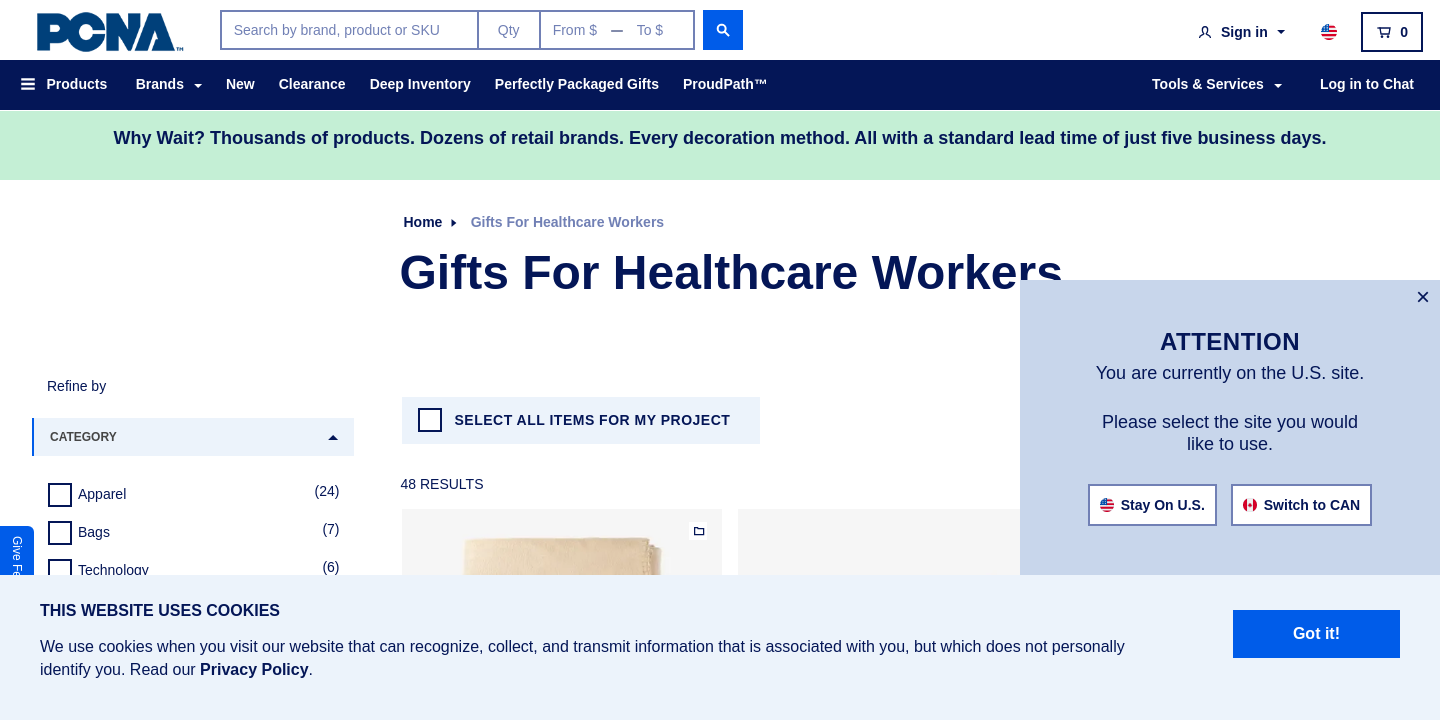 PCNA™
Search by brand, product or SKU
Qty
From $ — To $
Sign in
0
Products
Brands
New
Clearance
Deep Inventory
Perfectly Packaged Gifts
ProudPath™
Tools & Services
Log in to Chat
Why Wait? Thousands of products. Dozens of retail brands. Every decoration method. All with a standard lead time of just five business days.
Home
Gifts For Healthcare Workers
Gifts For Healthcare Workers
ATTENTION
You are currently on the U.S. site.
Please select the site you would
like to use.
Stay On U.S.
Switch to CAN
Refine by
CATEGORY
Apparel (24)
Bags (7)
Technology (6)
SELECT ALL ITEMS FOR MY PROJECT
48 RESULTS
Give
THIS WEBSITE USES COOKIES
We use cookies when you visit our website that can recognize, collect, and transmit information that is associated with you, but which does not personally
identify you. Read our Privacy Policy.
Got it!